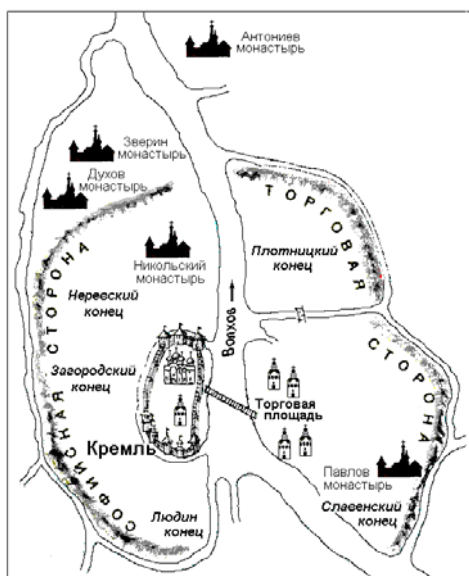 Антониев
монастырь
Зверин
монастырь
Духов
монастырь
ТОРГОВАЯ
Плотницкий
конец
Никольский
монастырь
Неревский
конец
СОФИЙСКАЯ СТОРОНА
Волхов
СТОРОНА
Загородский
конец
Торговая
площадь
Кремль
Павлов
монастырь
Людин
конец
Славенский
конец